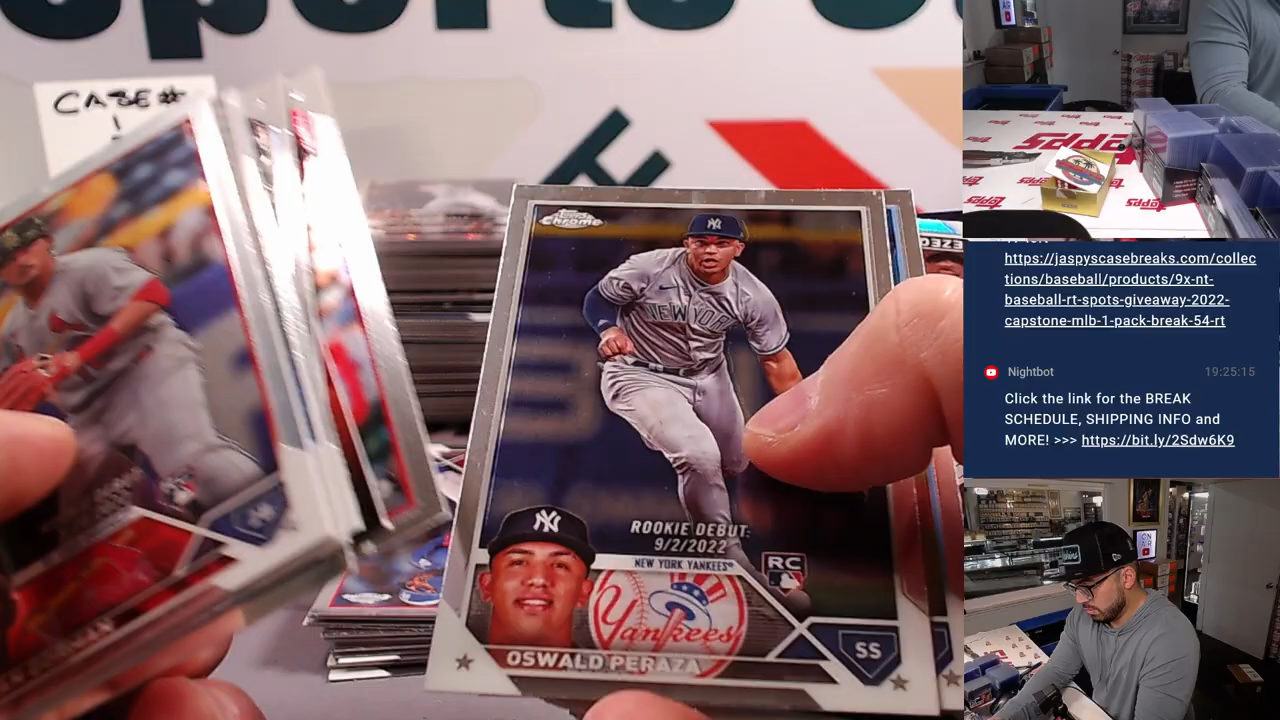 CASE#
1
Topps
Chrome
NEW YORK
ROOKIE DEBUT:
9/2/2022
NEW YORK YANKEES®
RC
Yankees
SS
OSWALD PERAZA
topps
https://jaspyscasebreaks.com/collec
tions/baseball/products/9x-nt-
baseball-rt-spots-giveaway-2022-
capstone-mlb-1-pack-break-54-rt
Nightbot
19:25:15
Click the link for the BREAK
SCHEDULE, SHIPPING INFO and
MORE! >>> https://bit.ly/2Sdw6K9